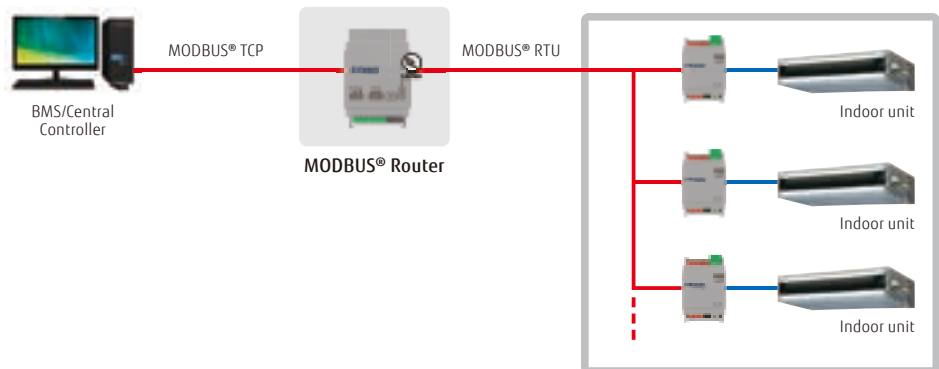 MODBUS® TCP
MODBUS® RTU
BMS/Central
Controller
MODBUS® Router
Indoor unit
Indoor unit
Indoor unit